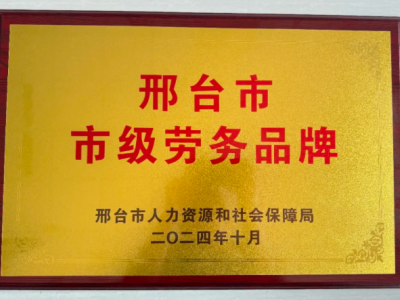 邢台市
市级劳务品牌
邢台市人力资源和社会保障局
二〇二四年十月